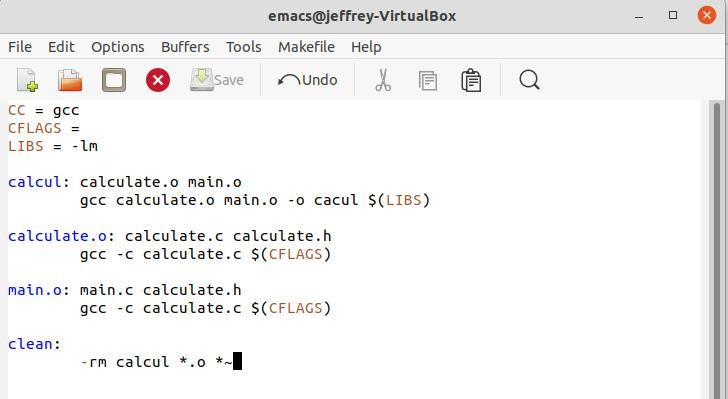 emacs@jeffrey-VirtualBox
File Edit Options Buffers Tools Makefile Help
Save Undo
CC = gcc
CFLAGS =
LIBS = -lm
calcul: calculate.o main.o
gcc calculate.o main.o -o cacul $(LIBS)
calculate.o: calculate.c calculate.h
gcc -c calculate.c $(CFLAGS)
main.o: main.c calculate.h
gcc -c calculate.c $(CFLAGS)
clean:
-rm calcul *.o *~